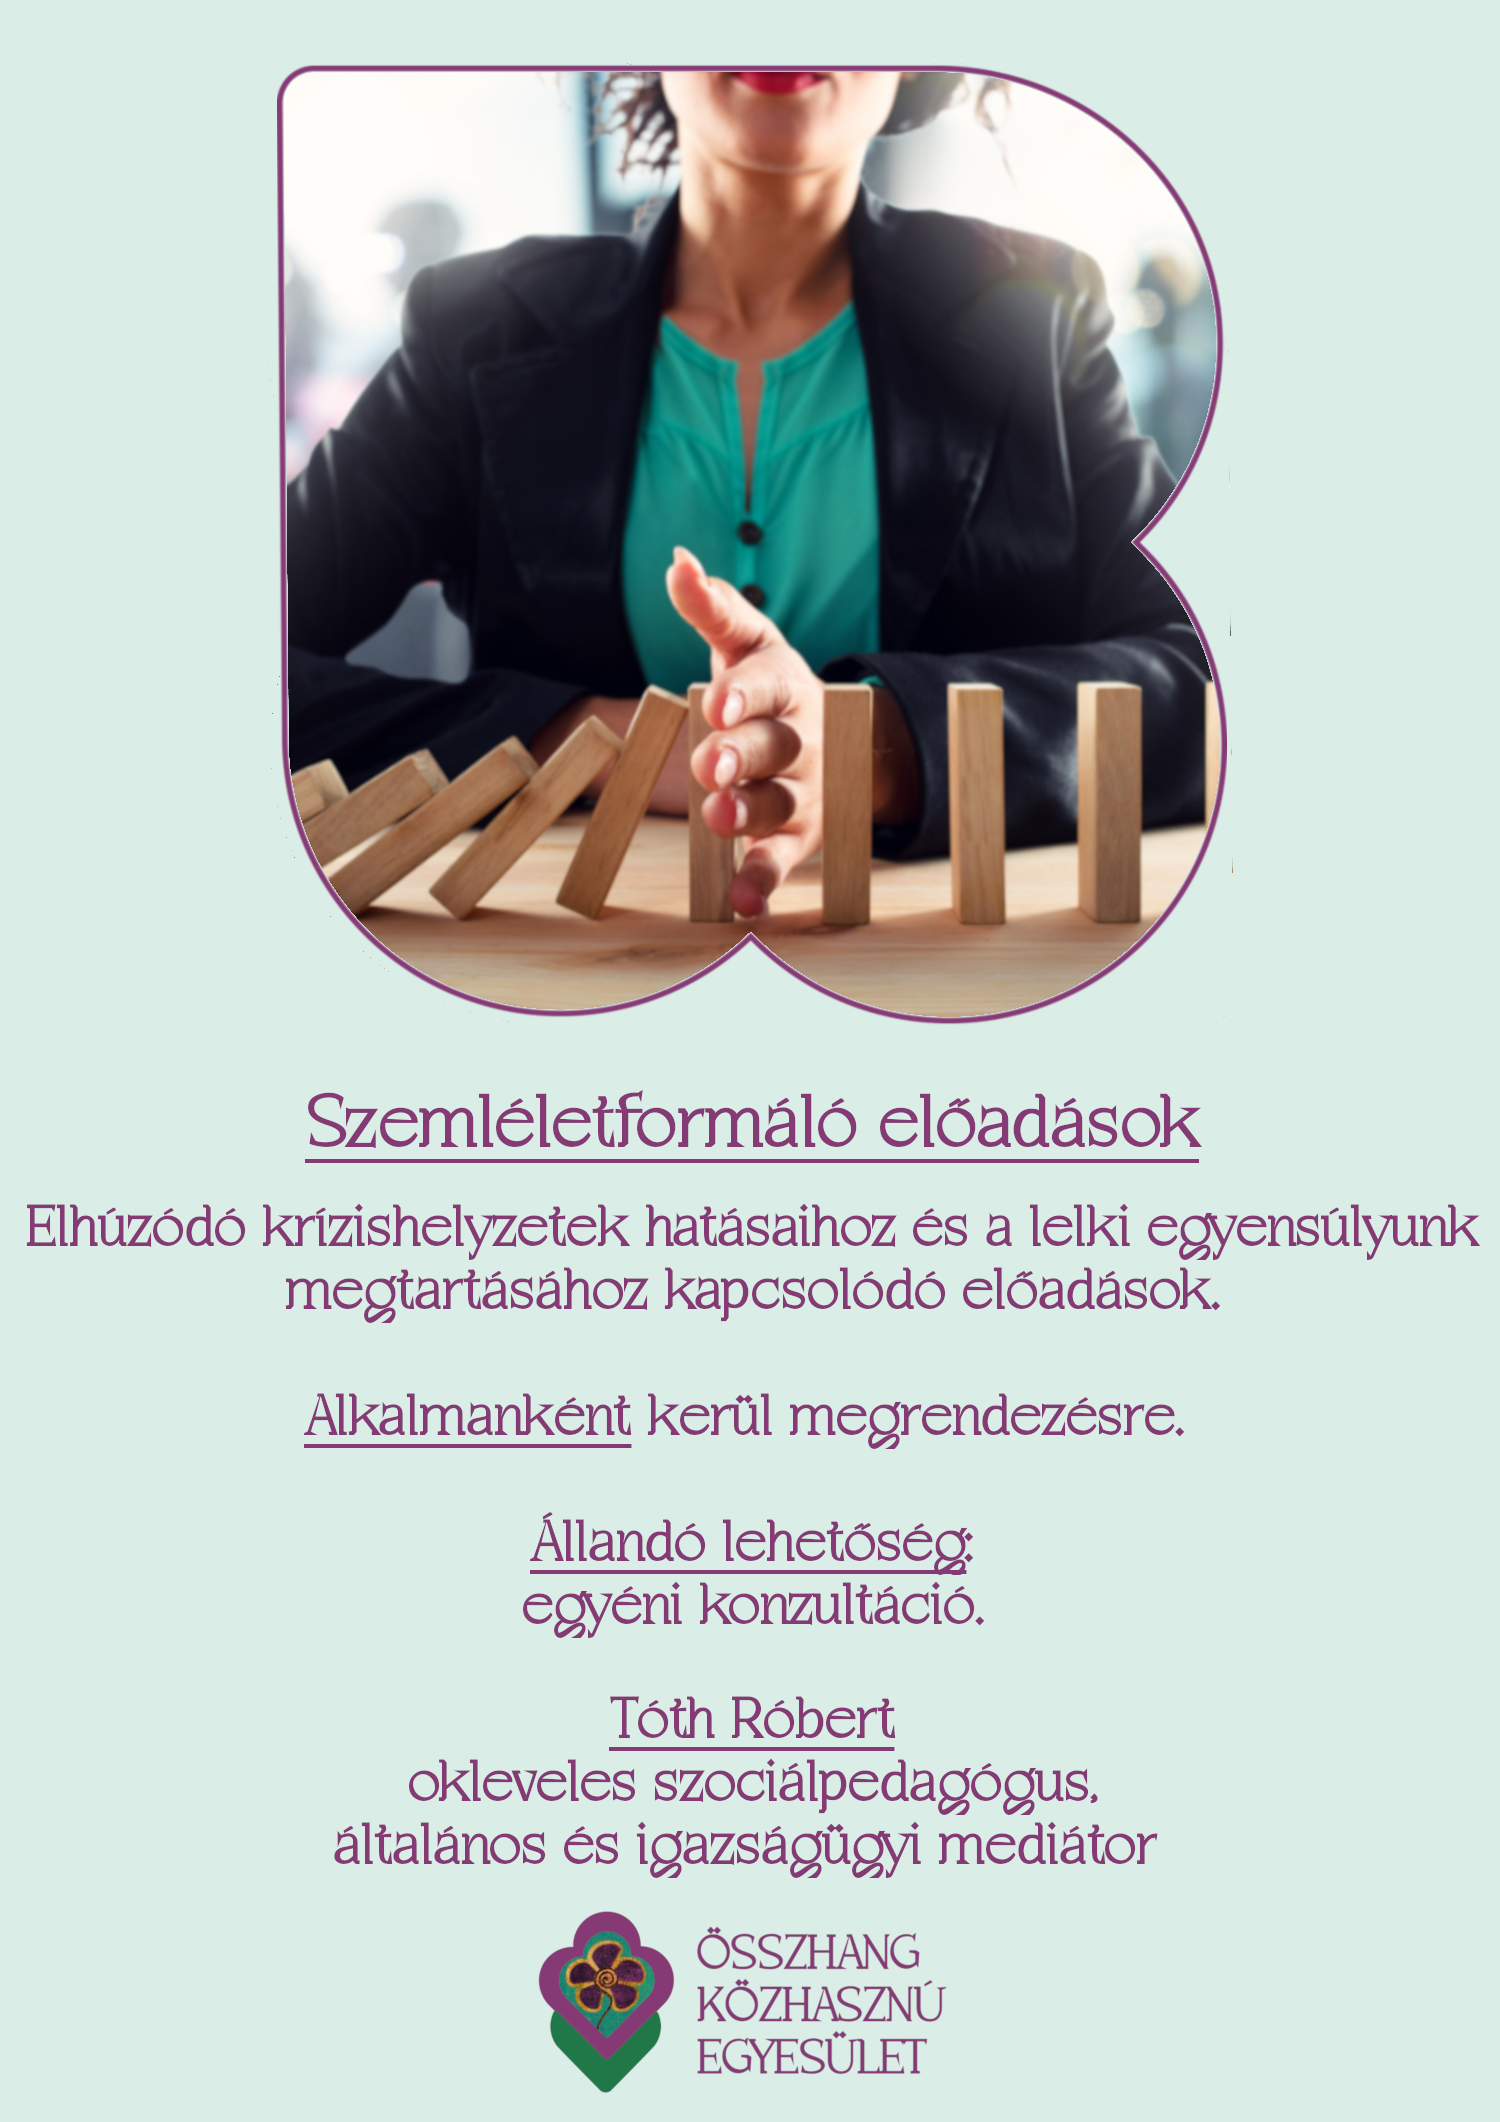 Szemléletformáló előadások
Elhúzódó krízishelyzetek hatásaihoz és a lelki egyensúlyunk
megtartásához kapcsolódó előadások.
Alkalmanként kerül megrendezésre.
Állandó lehetőség:
egyéni konzultáció.
Tóth Róbert
okleveles szociálpedagógus,
általános és igazságügyi mediátor
ÖSSZHANG
KÖZHASZNÚ
EGYESÜLET